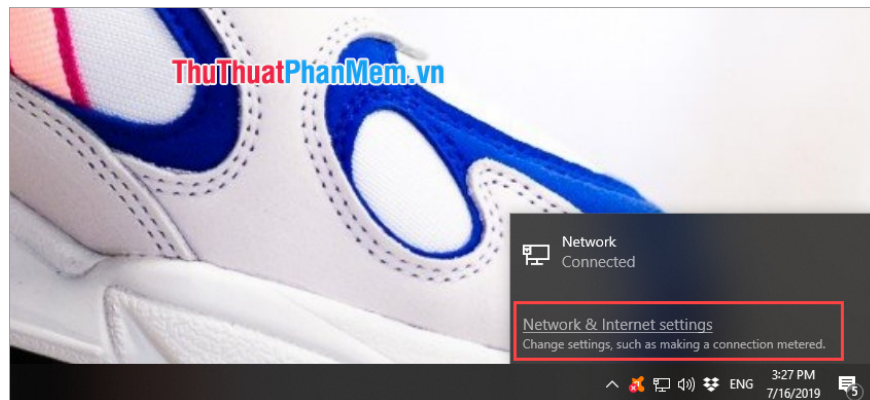 ThuThuatPhanMem.vn
Network
Connected
Network & Internet settings
Change settings, such as making a connection metered.
ENG
3:27 PM
7/16/2019
5